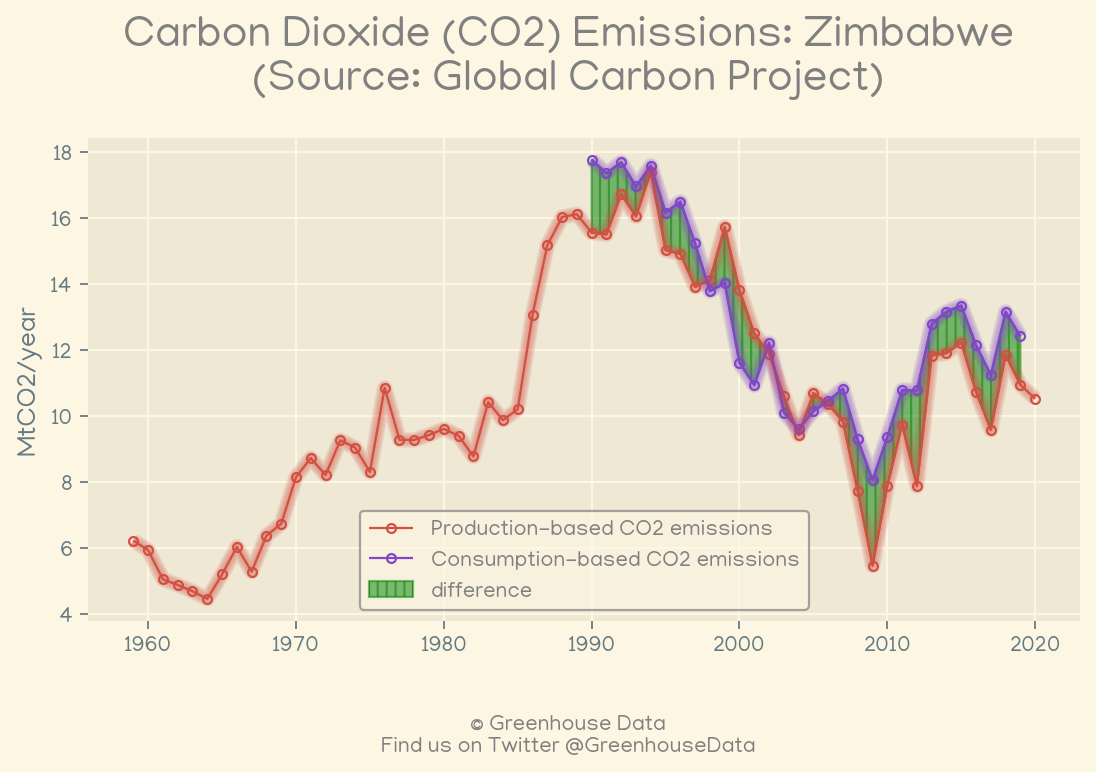 Carbon Dioxide (CO2) Emissions: Zimbabwe
(Source: Global Carbon Project)
MtCO2/year
18
16
14
12
10
8
6
4
Production-based CO2 emissions
Consumption-based CO2 emissions
difference
1960 1970 1980 1990 2000 2010 2020
© Greenhouse Data
Find us on Twitter @GreenhouseData